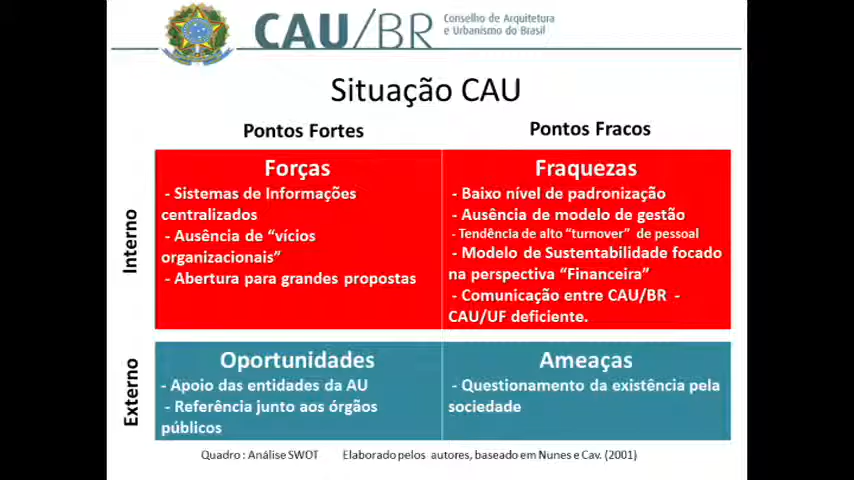 CAU/BR Conselho de Arquitetura
e Urbanismo do Brasil
Situação CAU
Pontos Fortes
Pontos Fracos
Interno
Forças
- Sistemas de Informações
centralizados
- Ausência de “vícios
organizacionais”
- Abertura para grandes propostas
Fraquezas
- Baixo nível de padronização
- Ausência de modelo de gestão
- Tendência de alto “turnover” de pessoal
- Modelo de Sustentabilidade focado
na perspectiva “Financeira”
- Comunicação entre CAU/BR -
CAU/UF deficiente.
Externo
Oportunidades
- Apoio das entidades da AU
- Referência junto aos órgãos
públicos
Ameaças
- Questionamento da existência pela
sociedade
Quadro : Análise SWOT Elaborado pelos autores, baseado em Nunes e Cav. (2001)